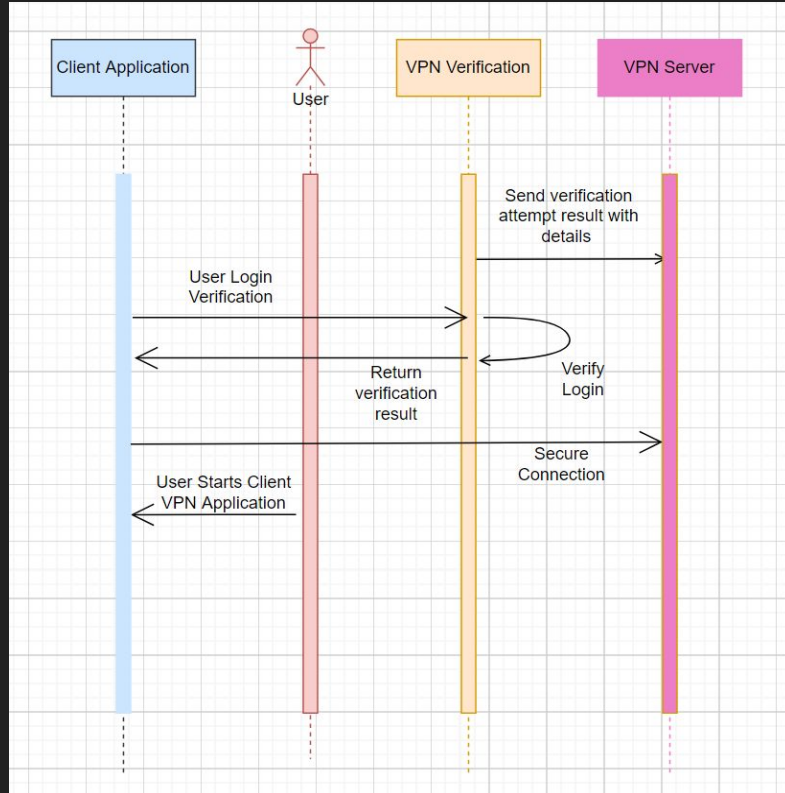 Client Application
User
VPN Verification
VPN Server
Send verification
attempt result with
details
User Login
Verification
Verify
Login
Return
verification
result
Secure
Connection
User Starts Client
VPN Application